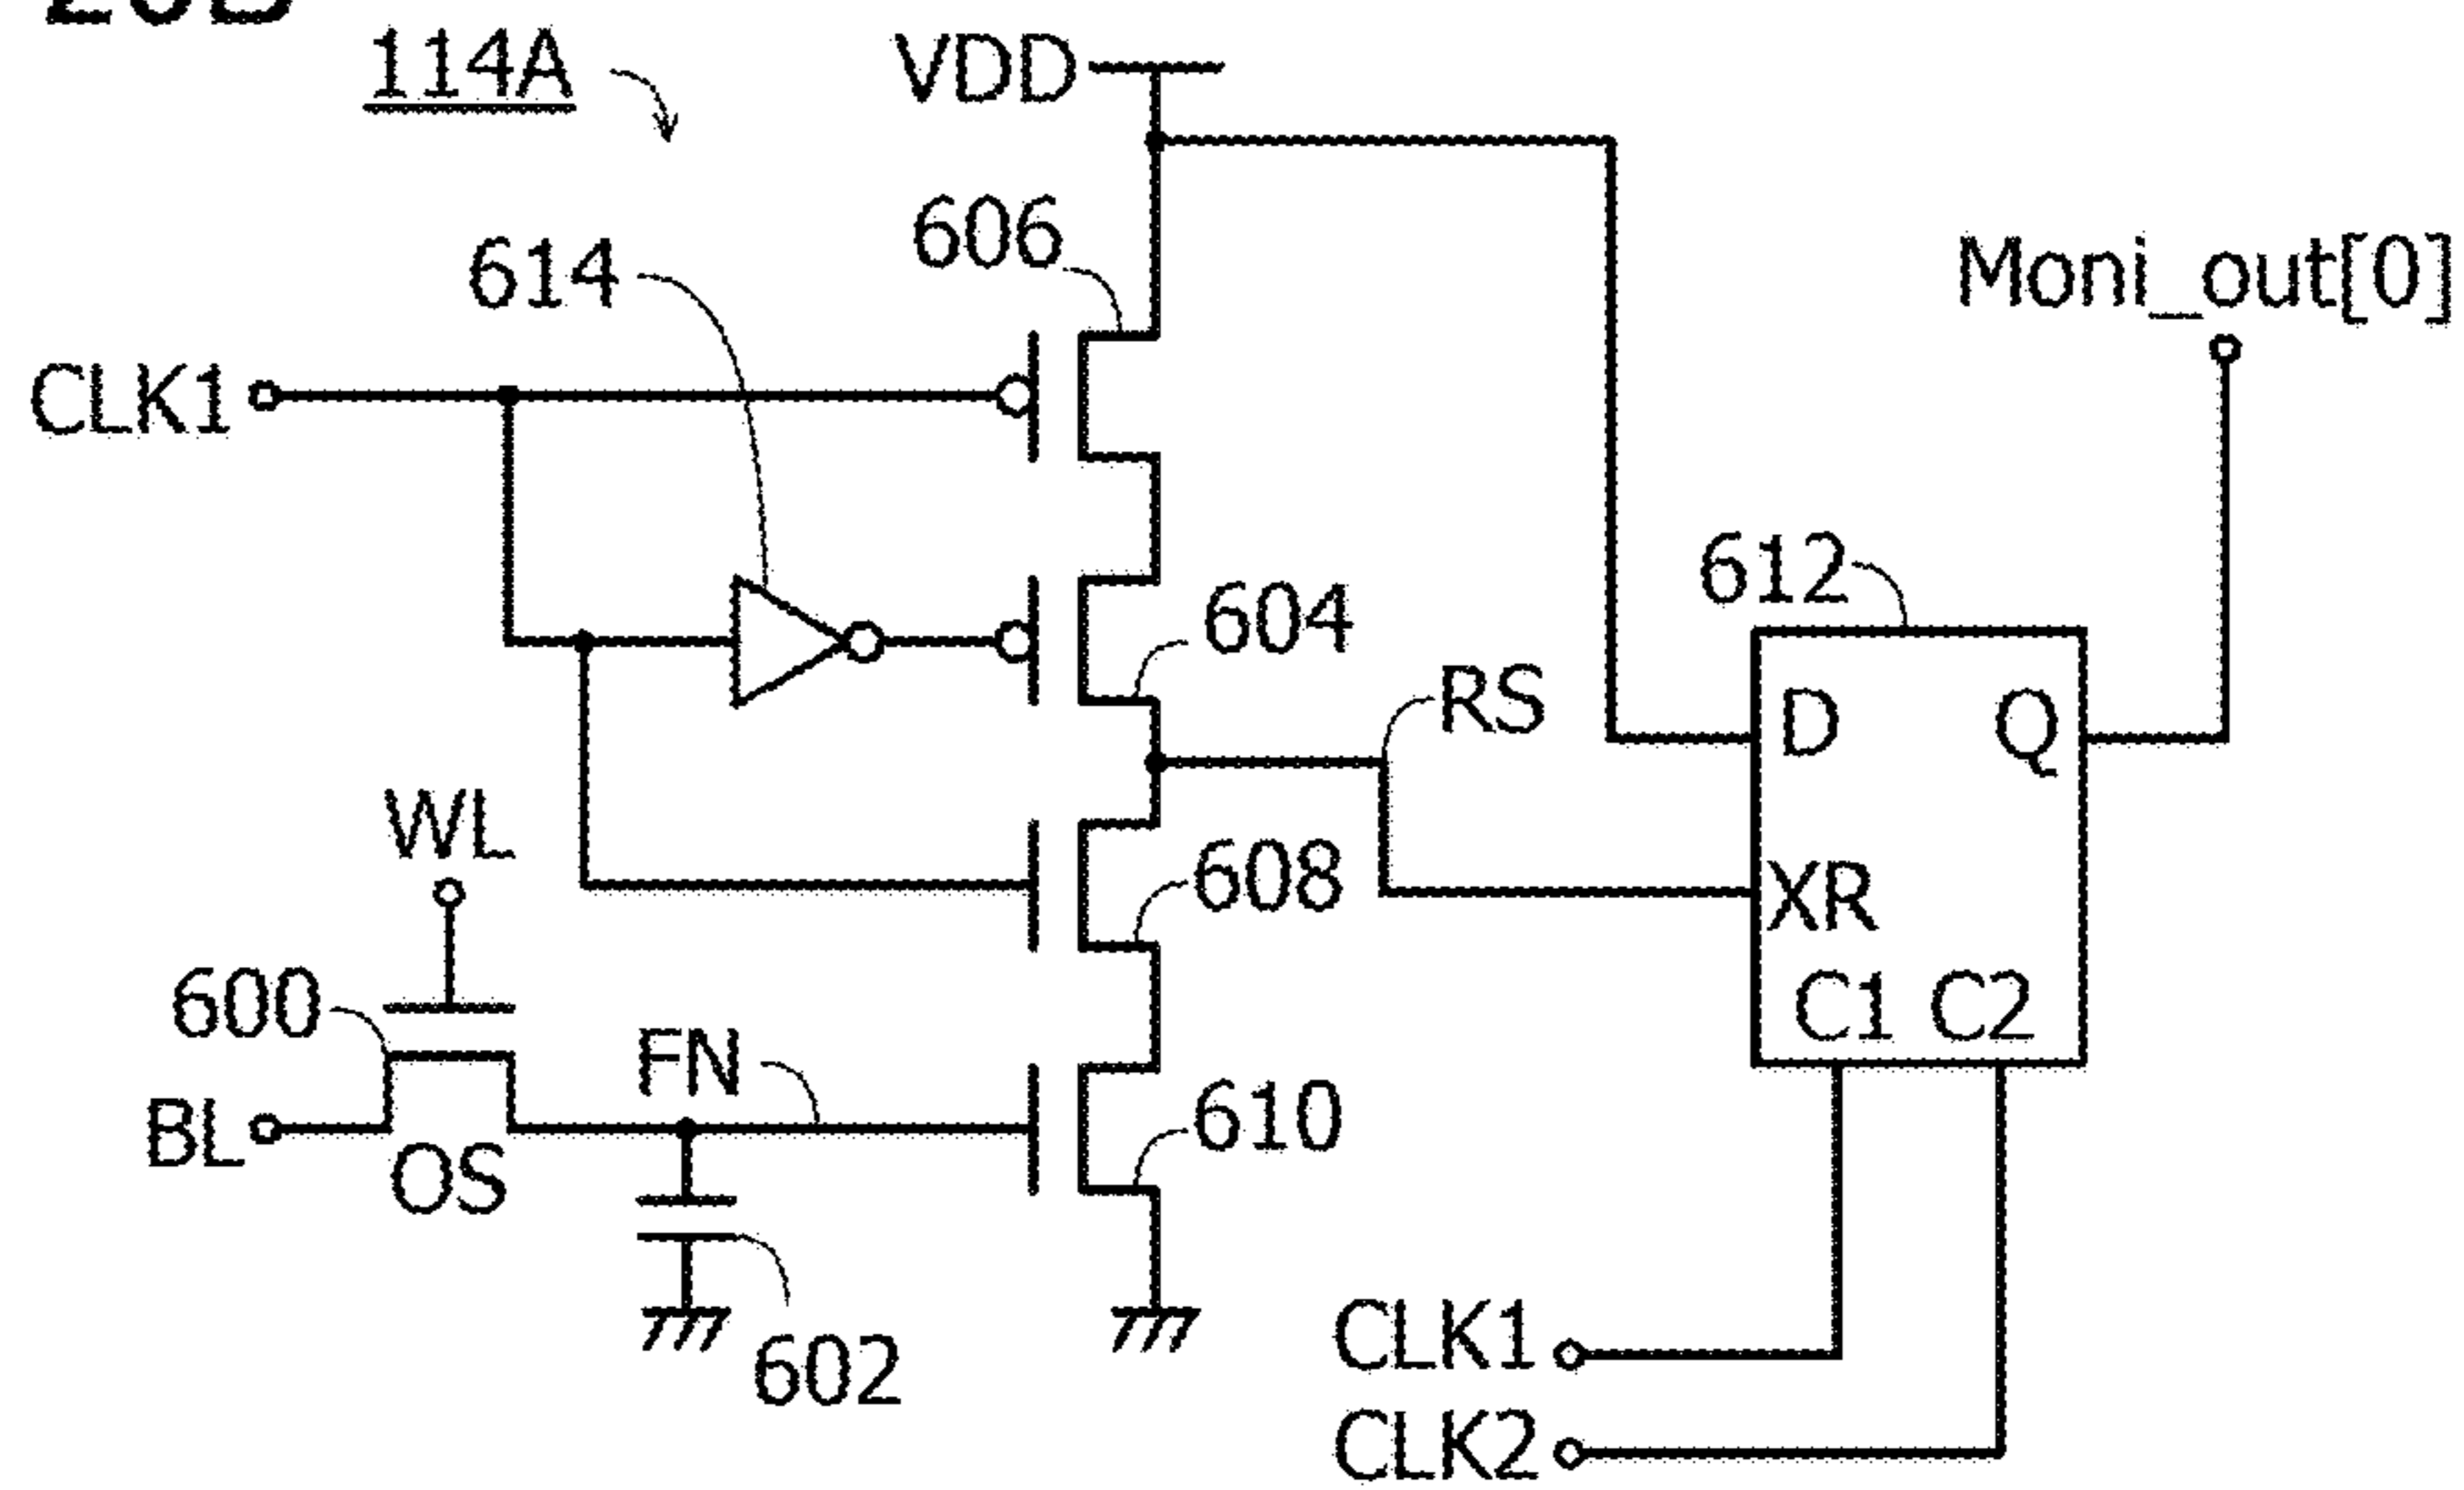 114A
VDD
606
614
Moni_out[0]
CLK1
612
604
RS
D Q
WL
608
XR
600
C1 C2
FN
BL
610
OS
CLK1
602
CLK2